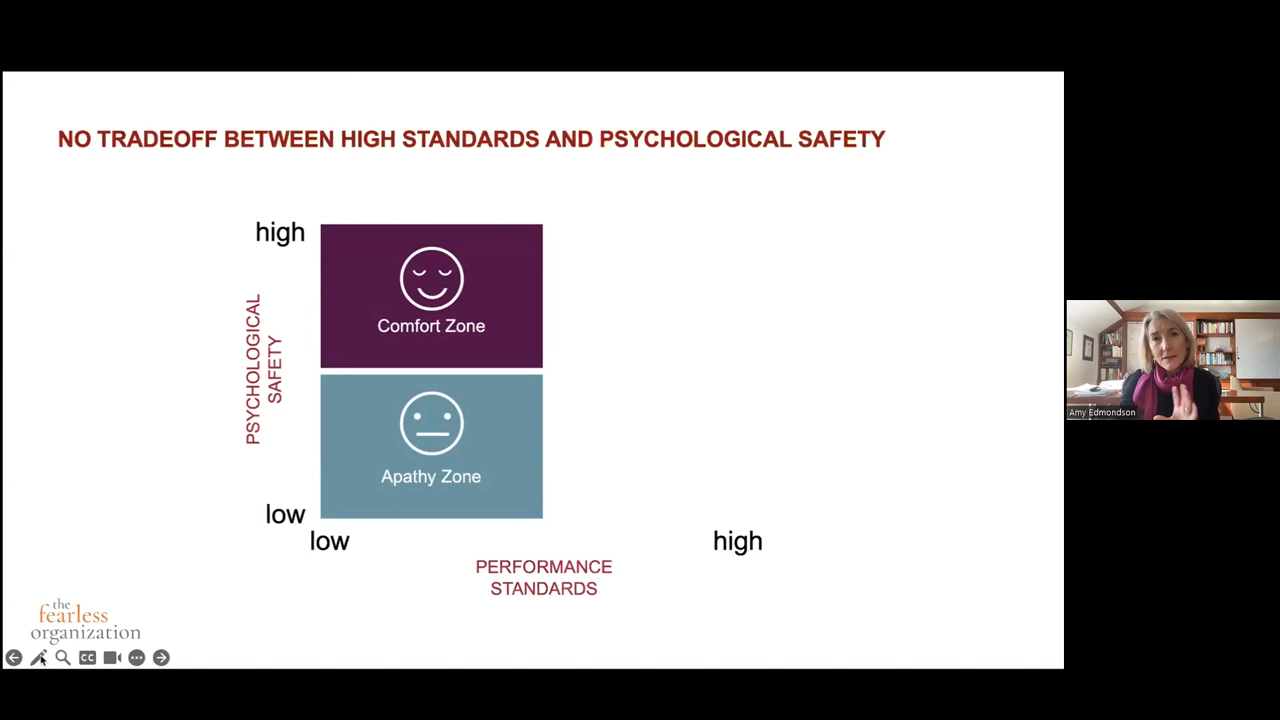 NO TRADEOFF BETWEEN HIGH STANDARDS AND PSYCHOLOGICAL SAFETY
high
Comfort Zone
PSYCHOLOGICAL
SAFETY
Apathy Zone
low
low
high
PERFORMANCE
STANDARDS
the
fearless
organization
CC
Amy Edmondson